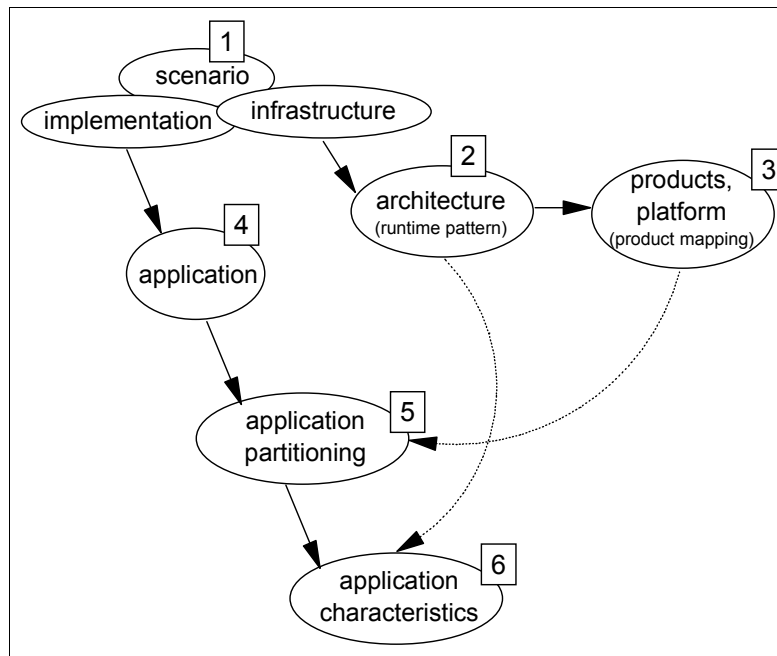 1
scenario
implementation
infrastructure
2
architecture
(runtime pattern)
3
products,
platform
(product mapping)
4
application
5
application
partitioning
6
application
characteristics